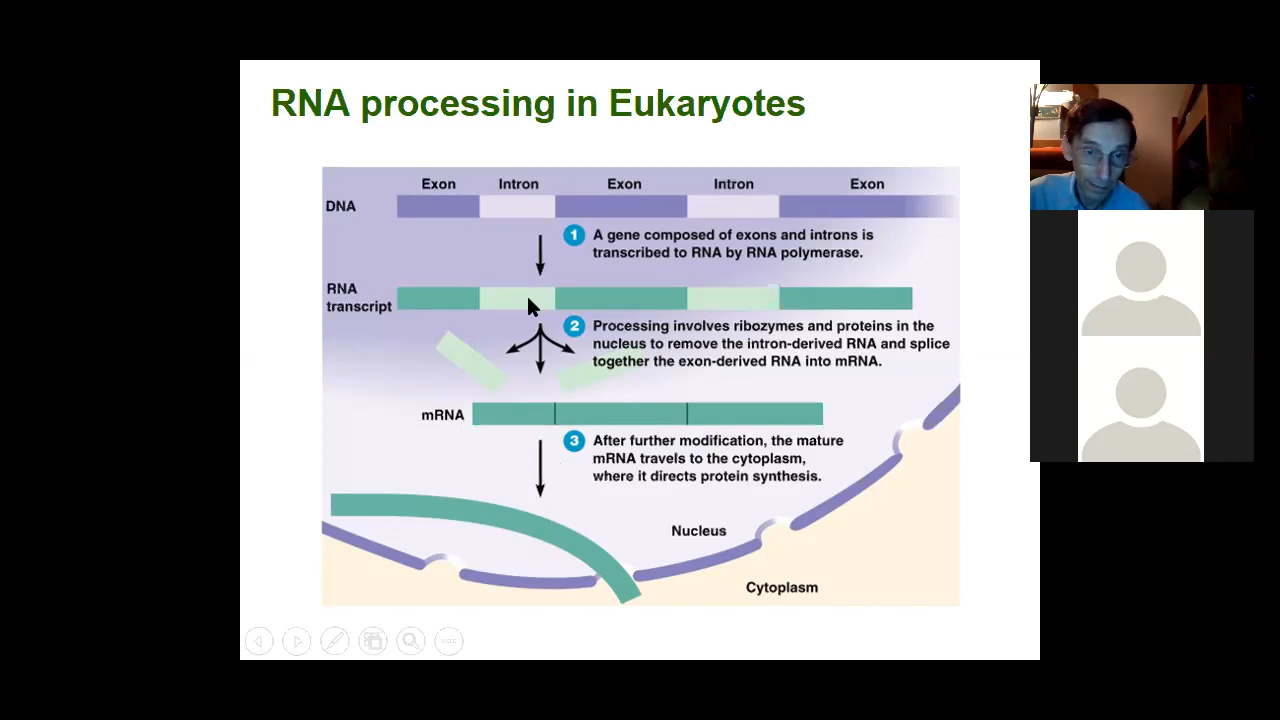 RNA processing in Eukaryotes
Exon Intron Exon Intron Exon
DNA
1 A gene composed of exons and introns is
transcribed to RNA by RNA polymerase.
RNA
transcript
2 Processing involves ribozymes and proteins in the
nucleus to remove the intron-derived RNA and splice
together the exon-derived RNA into mRNA.
mRNA
3 After further modification, the mature
mRNA travels to the cytoplasm,
where it directs protein synthesis.
Nucleus
Cytoplasm